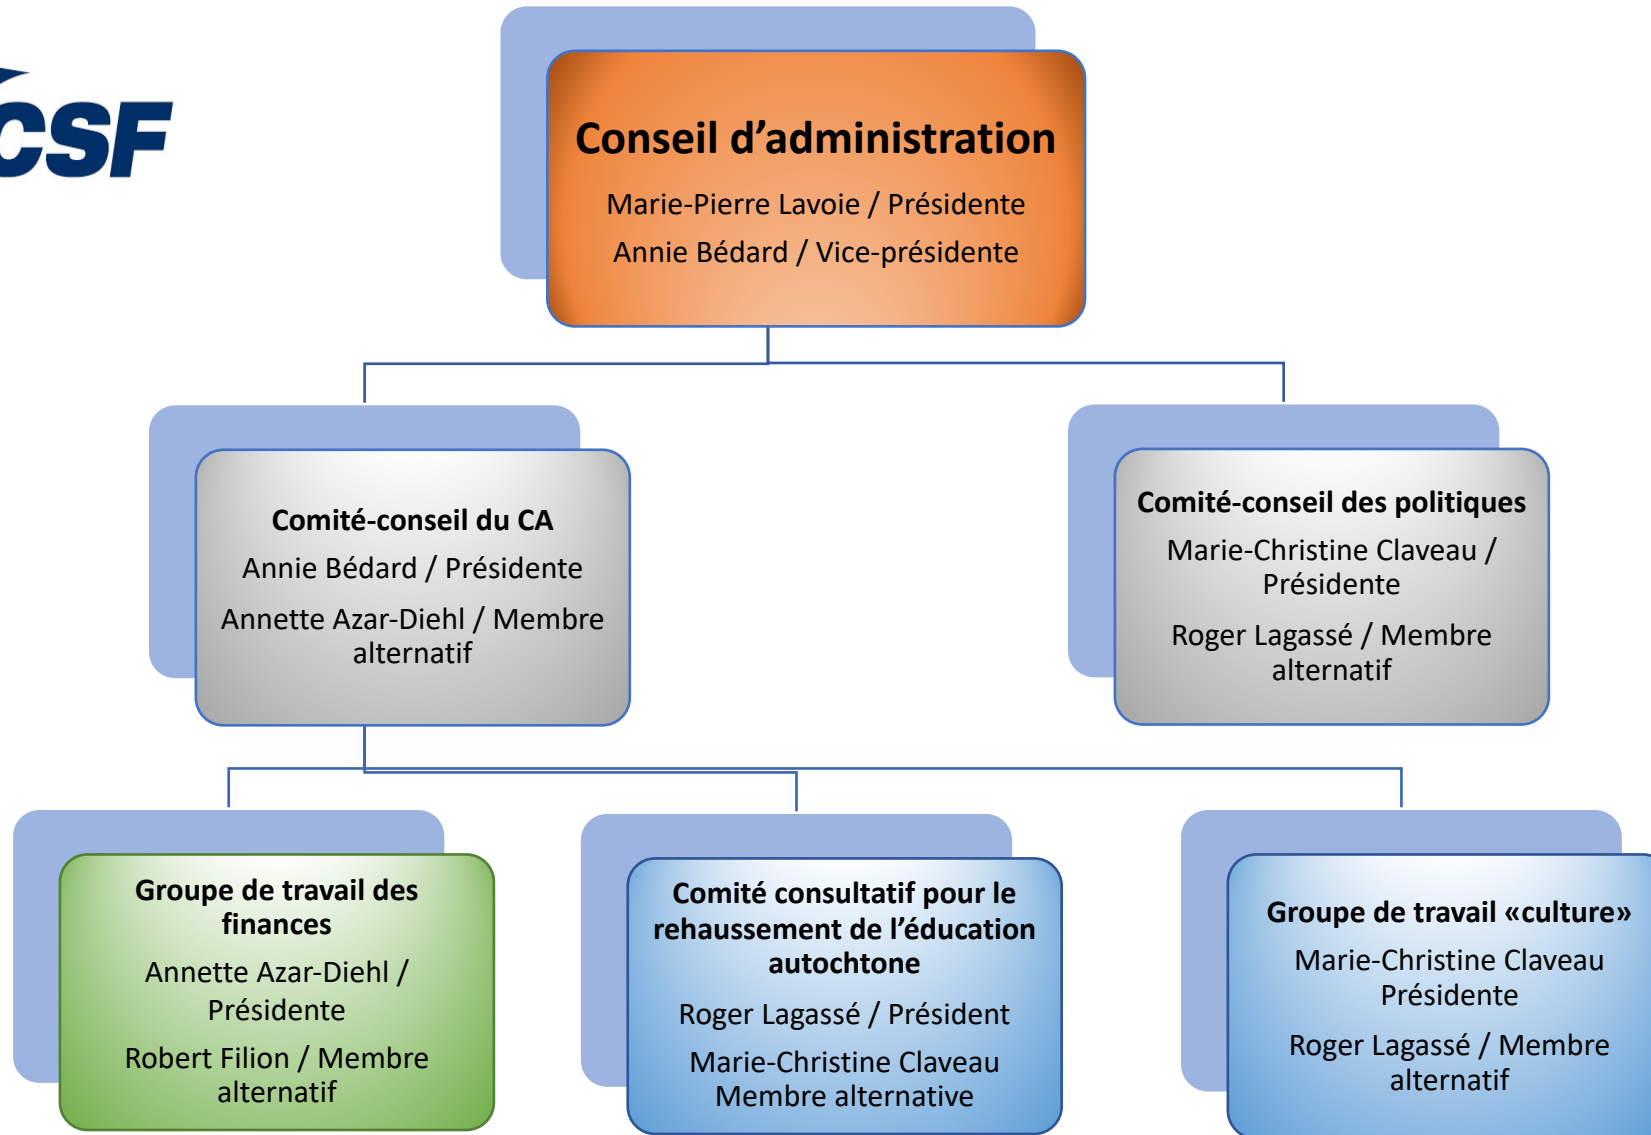 CSF
Conseil d’administration
Marie-Pierre Lavoie / Présidente
Annie Bédard / Vice-présidente
Comité-conseil du CA
Annie Bédard / Présidente
Annette Azar-Diehl / Membre
alternatif
Comité-conseil des politiques
Marie-Christine Claveau /
Présidente
Roger Lagassé / Membre
alternatif
Groupe de travail des
finances
Annette Azar-Diehl /
Présidente
Robert Filion / Membre
alternatif
Comité consultatif pour le
rehaussement de l’éducation
autochtone
Roger Lagassé / Président
Marie-Christine Claveau
Membre alternative
Groupe de travail «culture»
Marie-Christine Claveau
Présidente
Roger Lagassé / Membre
alternatif